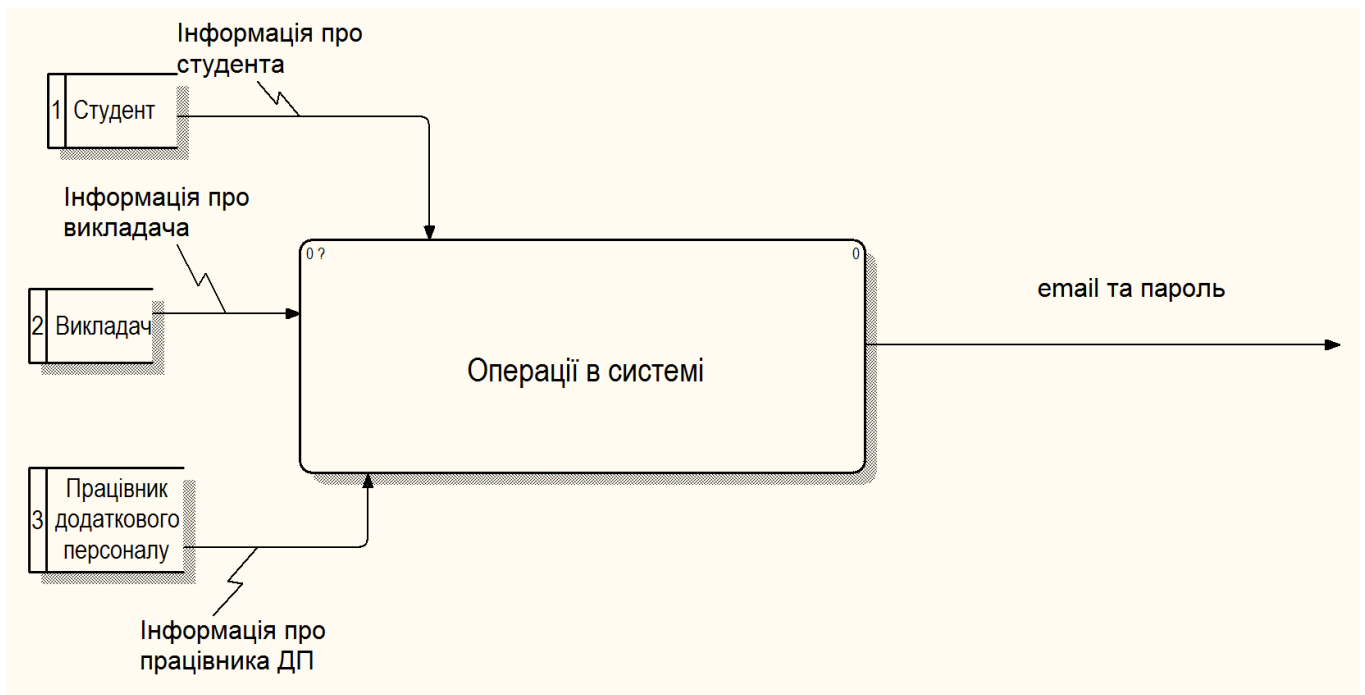 Інформація про
студента
1 Студент
Інформація про
викладача
0 ?
0
email та пароль
2 Викладач
Операції в системі
Працівник
3 додаткового
персоналу
Інформація про
працівника ДП